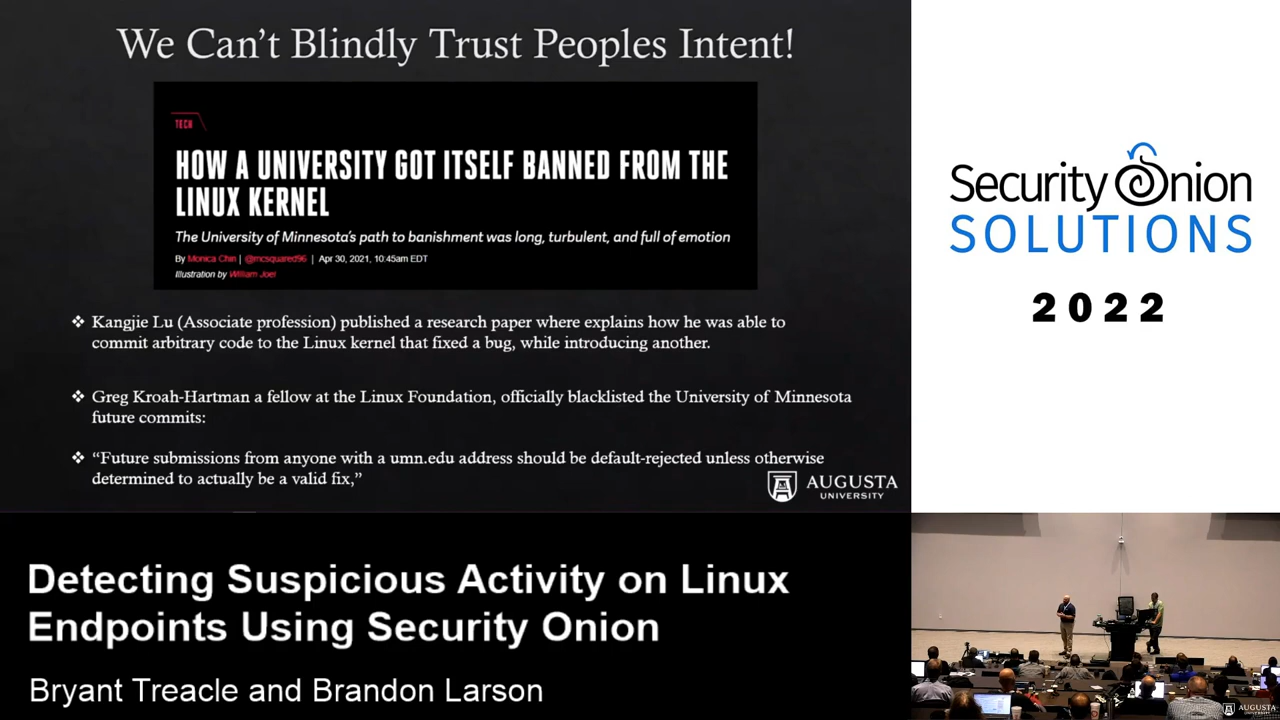 We Can't Blindly Trust Peoples Intent!
TECH
HOW A UNIVERSITY GOT ITSELF BANNED FROM THE
LINUX KERNEL
The University of Minnesota's path to banishment was long, turbulent, and full of emotion
By Monica Chin | @mcsquared96 | Apr 30, 2021, 10:45am EDT
Illustration by William Joel
❖ Kangjie Lu (Associate profession) published a research paper where explains how he was able to
commit arbitrary code to the Linux kernel that fixed a bug, while introducing another.
❖ Greg Kroah-Hartman a fellow at the Linux Foundation, officially blacklisted the University of Minnesota
future commits:
❖ “Future submissions from anyone with a umn.edu address should be default-rejected unless otherwise
determined to actually be a valid fix,”
AUGUSTA
UNIVERSITY
Security Onion
SOLUTIONS
2022
Detecting Suspicious Activity on Linux
Endpoints Using Security Onion
Bryant Treacle and Brandon Larson
AUGUSTA